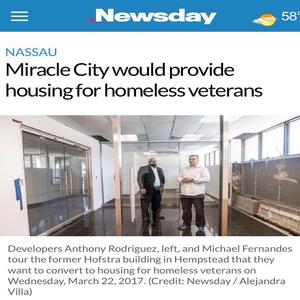 .Newsday
58°
NASSAU
Miracle City would provide
housing for homeless veterans
Developers Anthony Rodriguez, left, and Michael Fernandes
tour the former Hofstra building in Hempstead that they
want to convert to housing for homeless veterans on
Wednesday, March 22, 2017. (Credit: Newsday / Alejandra
Villa)